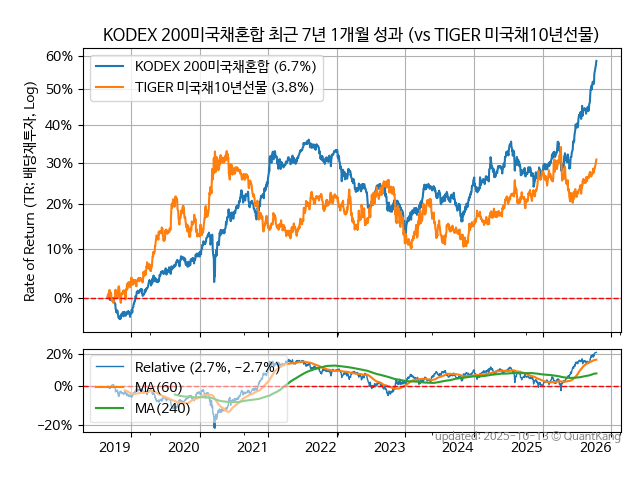 KODEX 200미국채혼합 최근 7년 1개월 성과 (vs TIGER 미국채10년선물)
60%
50%
40%
30%
20%
10%
0%
Rate of Return (TR: 배당재투자, Log)
KODEX 200미국채혼합 (6.7%)
TIGER 미국채10년선물 (3.8%)
20%
0%
−20%
Relative (2.7%, −2.7%)
MA(60)
MA(240)
2019 2020 2021 2022 2023 2024 2025 2026
updated: 2025-10-13 © QuantKang